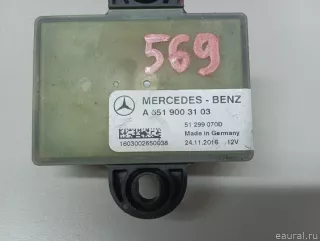 569
MERCEDES - BENZ
A 651 900 31 03
51 299 070D
Made in Germany
1603002650038
24.11.2016
12V
© eaural.ru